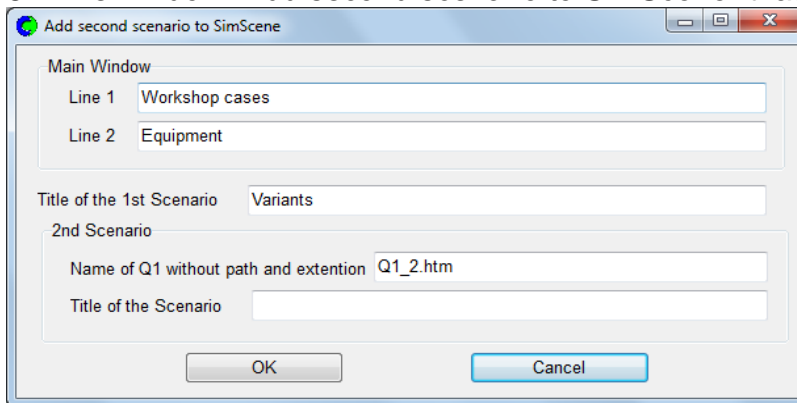 Add second scenario to SimScene
Main Window
Line 1 Workshop cases
Line 2 Equipment
Title of the 1st Scenario Variants
2nd Scenario
Name of Q1 without path and extention Q1_2.htm
Title of the Scenario
OK Cancel